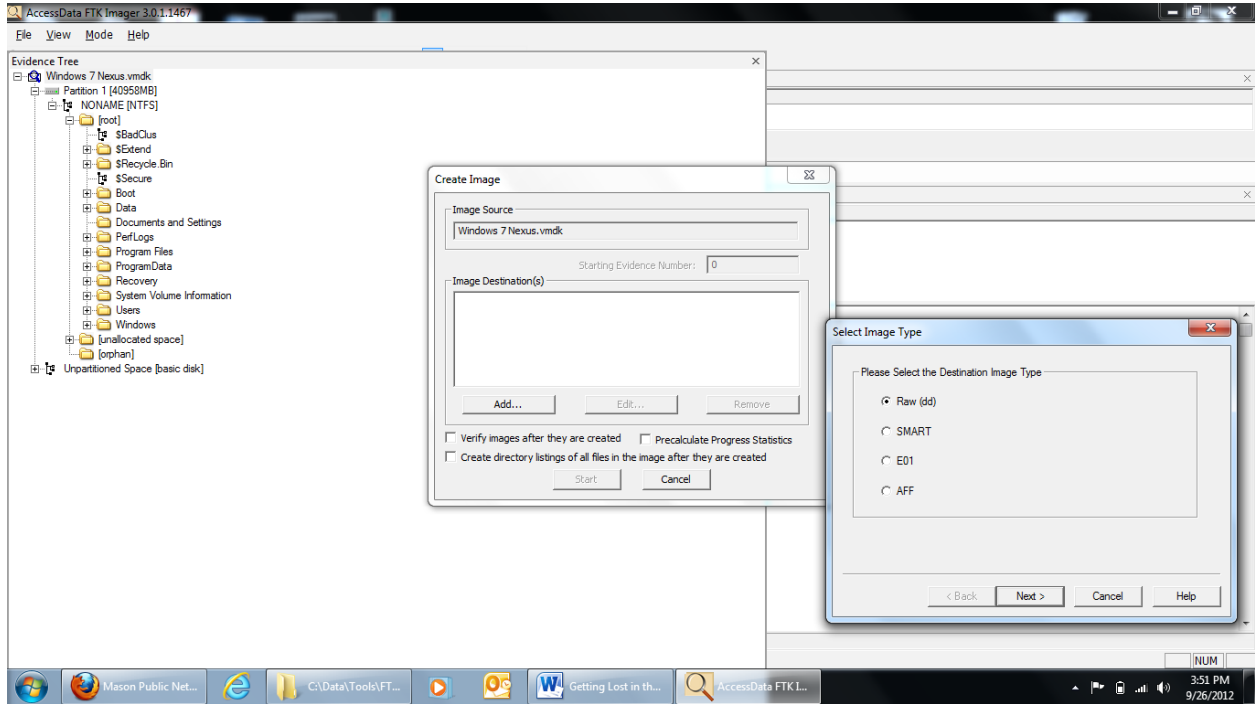 AccessData FTK Imager 3.0.1.1467
File View Mode Help
Evidence Tree
Windows 7 Nexus.vmdk
Partition 1 [40958MB]
NONAME [NTFS]
[root]
$BadClus
$Extend
$Recycle.Bin
$Secure
Boot
Data
Documents and Settings
PerfLogs
Program Files
ProgramData
Recovery
System Volume Information
Users
Windows
[unallocated space]
[orphan]
Unpartitioned Space [basic disk]
Create Image
Image Source
Windows 7 Nexus.vmdk
Starting Evidence Number: 0
Image Destination(s)
Add... Edit... Remove
Verify images after they are created Precalculate Progress Statistics
Create directory listings of all files in the image after they are created
Start Cancel
Select Image Type
Please Select the Destination Image Type
Raw (dd)
SMART
E01
AFF
< Back Next > Cancel Help
NUM
Mason Public Net... C:\Data\Tools\FT... Getting Lost in th... AccessData FTK I...
3:51 PM
9/26/2012